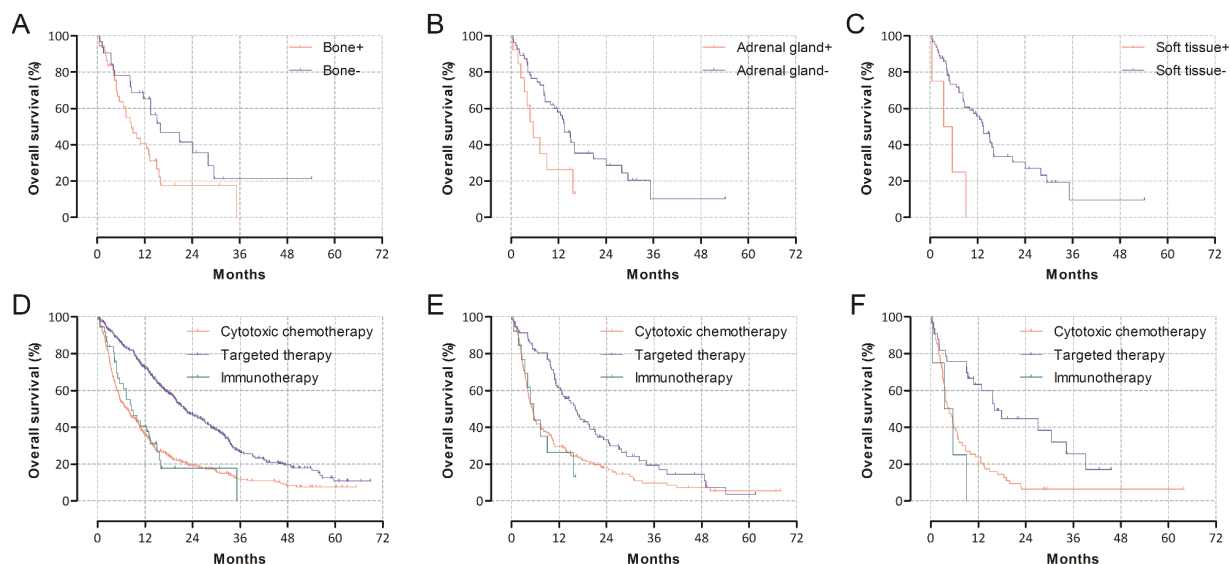 A
Overall survival (%)
100
80
60
40
20
0
Bone+
Bone-
0 12 24 36 48 60 72
Months
B
Overall survival (%)
100
80
60
40
20
0
Adrenal gland+
Adrenal gland-
0 12 24 36 48 60 72
Months
C
Overall survival (%)
100
80
60
40
20
0
Soft tissue+
Soft tissue-
0 12 24 36 48 60 72
Months
D
Overall survival (%)
100
80
60
40
20
0
Cytotoxic chemotherapy
Targeted therapy
Immunotherapy
0 12 24 36 48 60 72
Months
E
Overall survival (%)
100
80
60
40
20
0
Cytotoxic chemotherapy
Targeted therapy
Immunotherapy
0 12 24 36 48 60 72
Months
F
Overall survival (%)
100
80
60
40
20
0
Cytotoxic chemotherapy
Targeted therapy
Immunotherapy
0 12 24 36 48 60 72
Months